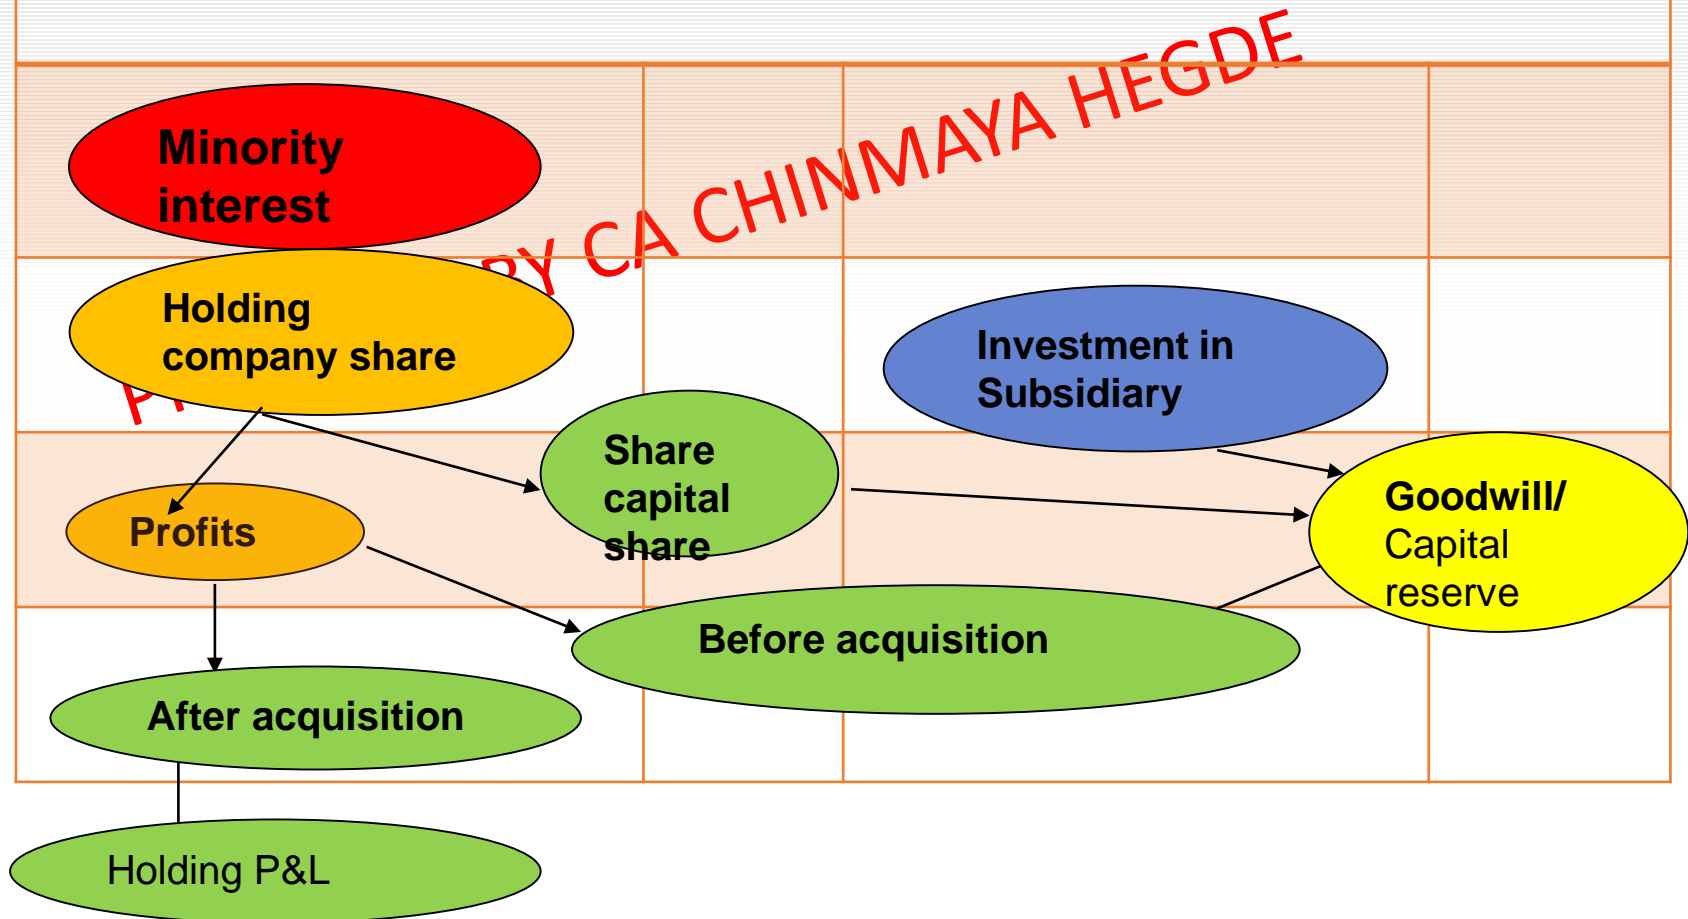 Minority
interest
BY CA CHINMAYA HEGDE
Holding
company share
Investment in
Subsidiary
Share
capital
share
Goodwill/
Capital
reserve
Profits
Before acquisition
After acquisition
Holding P&L